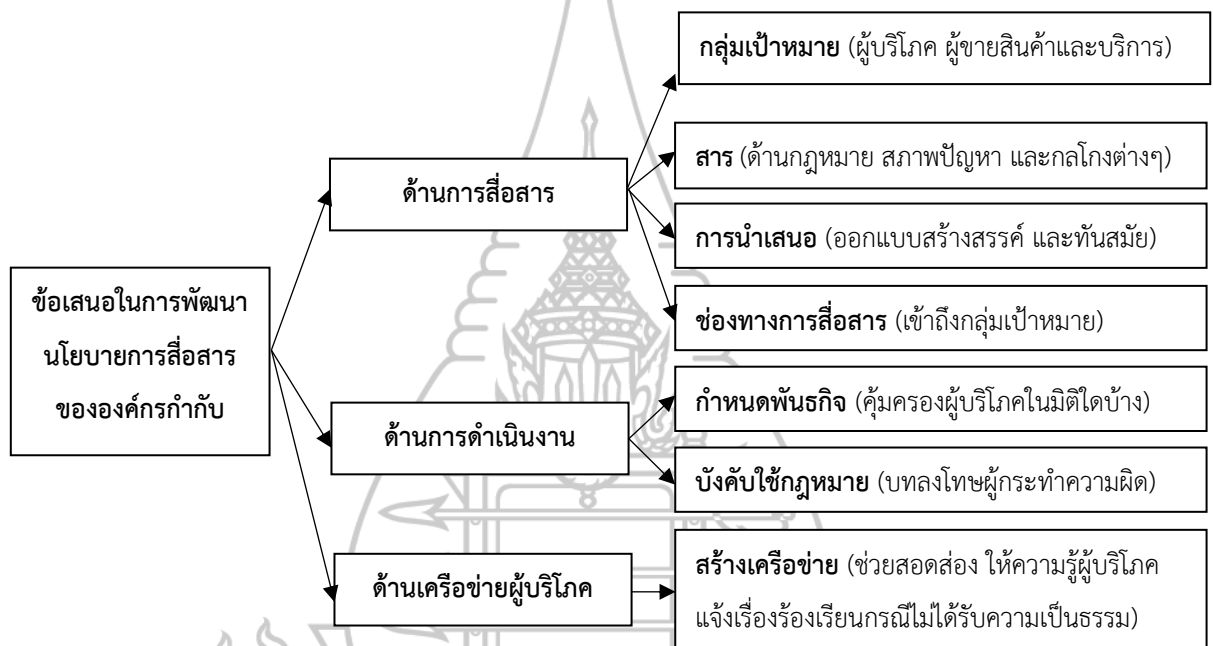 ข้อเสนอในการพัฒนา
นโยบายการสื่อสาร
ขององค์กรกำกับ
ด้านการสื่อสาร
กลุ่มเป้าหมาย (ผู้บริโภค ผู้ขายสินค้าและบริการ)
สาร (ด้านกฎหมาย สภาพปัญหา และกลโกงต่างๆ)
การนำเสนอ (ออกแบบสร้างสรรค์ และทันสมัย)
ช่องทางการสื่อสาร (เข้าถึงกลุ่มเป้าหมาย)
ด้านการดำเนินงาน
กำหนดพันธกิจ (คุ้มครองผู้บริโภคในมิติใดบ้าง)
บังคับใช้กฎหมาย (บทลงโทษผู้กระทำความผิด)
ด้านเครือข่ายผู้บริโภค
สร้างเครือข่าย (ช่วยสอดส่อง ให้ความรู้ผู้บริโภค
แจ้งเรื่องร้องเรียนกรณีไม่ได้รับความเป็นธรรม)